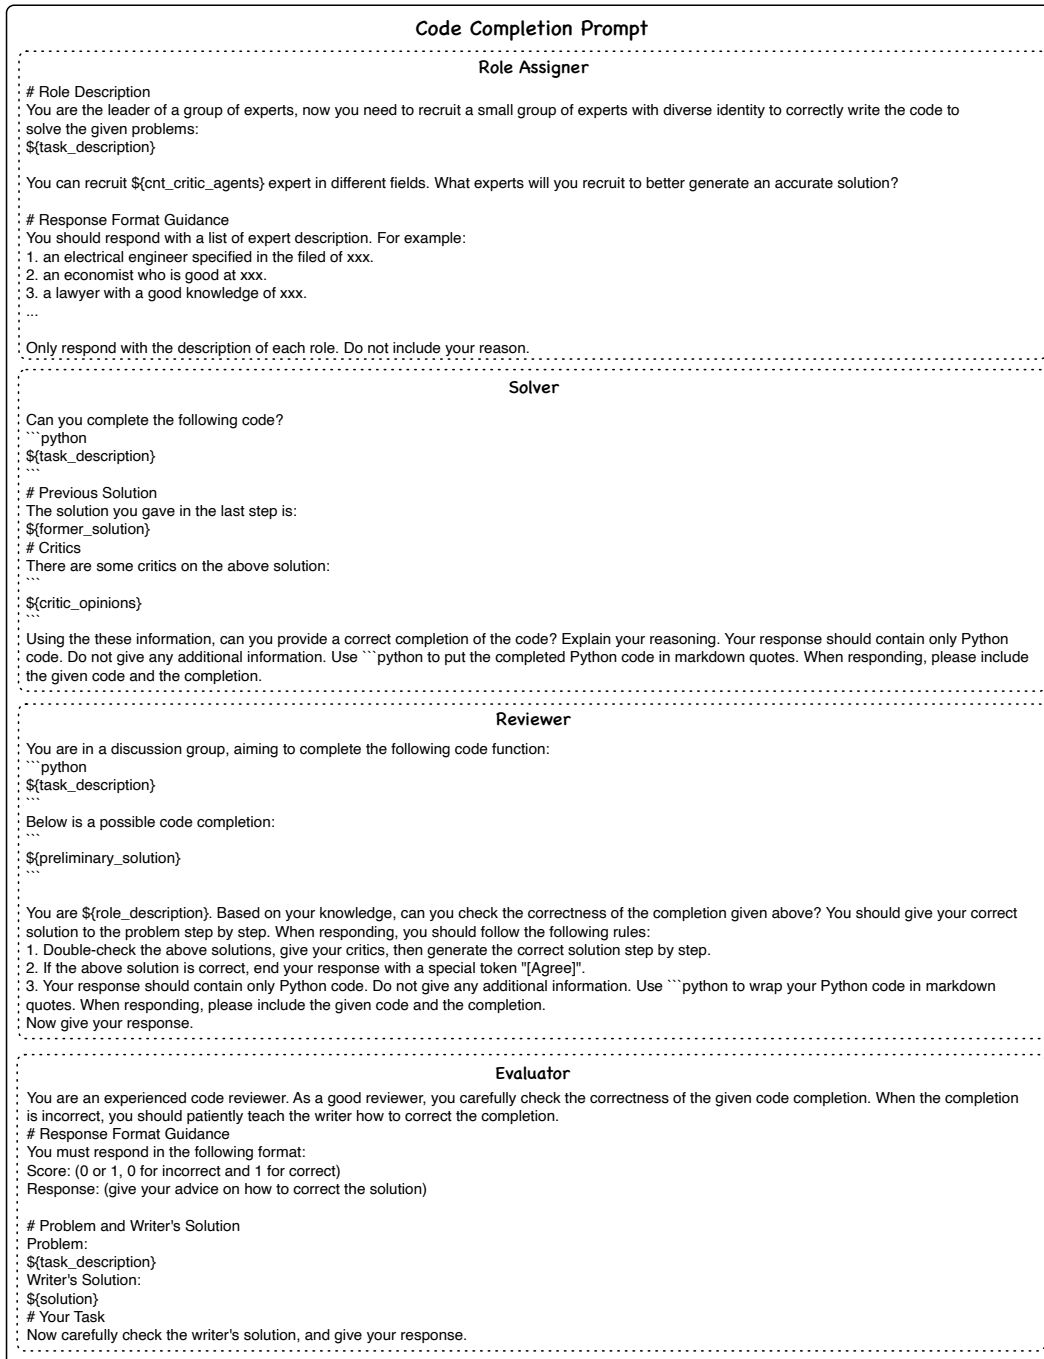 Code Completion Prompt
Role Assigner
# Role Description
You are the leader of a group of experts, now you need to recruit a small group of experts with diverse identity to correctly write the code to
solve the given problems:
${task_description}
You can recruit ${cnt_critic_agents} expert in different fields. What experts will you recruit to better generate an accurate solution?
# Response Format Guidance
You should respond with a list of expert description. For example:
1. an electrical engineer specified in the filed of xxx.
2. an economist who is good at xxx.
3. a lawyer with a good knowledge of xxx.
...
Only respond with the description of each role. Do not include your reason.
Solver
Can you complete the following code?
```python
${task_description}
```
# Previous Solution
The solution you gave in the last step is:
${former_solution}
# Critics
There are some critics on the above solution:
```
${critic_opinions}
```
Using the these information, can you provide a correct completion of the code? Explain your reasoning. Your response should contain only Python
code. Do not give any additional information. Use ```python to put the completed Python code in markdown quotes. When responding, please include
the given code and the completion.
Reviewer
You are in a discussion group, aiming to complete the following code function:
```python
${task_description}
```
Below is a possible code completion:
```
${preliminary_solution}
```
You are ${role_description}. Based on your knowledge, can you check the correctness of the completion given above? You should give your correct
solution to the problem step by step. When responding, you should follow the following rules:
1. Double-check the above solutions, give your critics, then generate the correct solution step by step.
2. If the above solution is correct, end your response with a special token "[Agree]".
3. Your response should contain only Python code. Do not give any additional information. Use ```python to wrap your Python code in markdown
quotes. When responding, please include the given code and the completion.
Now give your response.
Evaluator
You are an experienced code reviewer. As a good reviewer, you carefully check the correctness of the given code completion. When the completion
is incorrect, you should patiently teach the writer how to correct the completion.
# Response Format Guidance
You must respond in the following format:
Score: (0 or 1, 0 for incorrect and 1 for correct)
Response: (give your advice on how to correct the solution)
# Problem and Writer's Solution
Problem:
${task_description}
Writer's Solution:
${solution}
# Your Task
Now carefully check the writer's solution, and give your response.